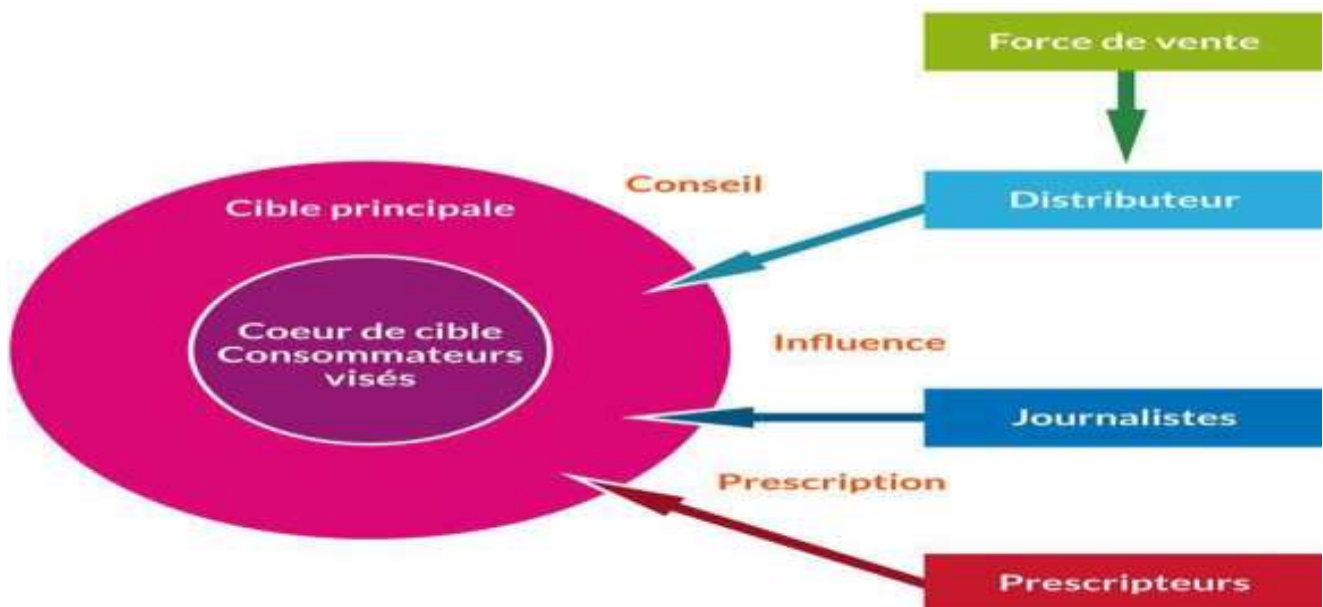 Force de vente
Conseil
Distributeur
Cible principale
Coeur de cible
Consommateurs
visés
Influence
Journalistes
Prescription
Prescripteurs